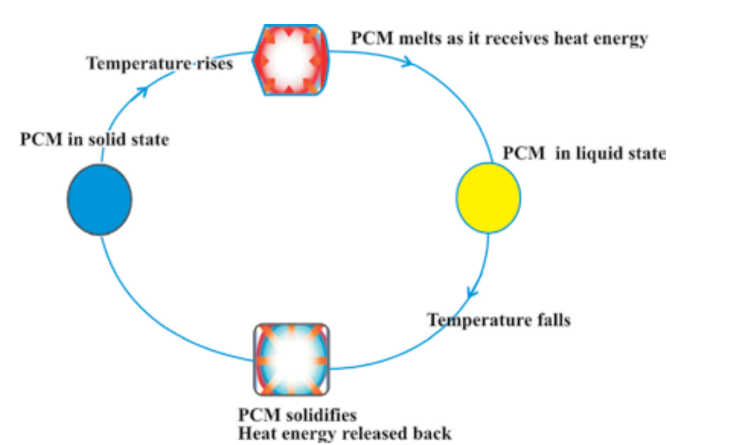 PCM melts as it receives heat energy
Temperature rises
PCM in solid state
PCM in liquid state
Temperature falls
PCM solidifies
Heat energy released back